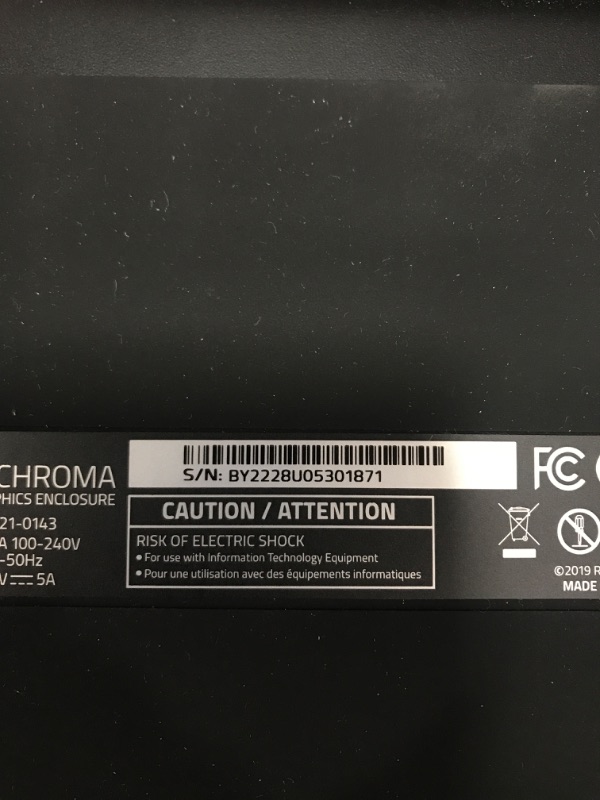 CHROMA
PHICS ENCLOSURE
21-0143
A 100-240V
-50Hz
V⎓5A
S/N: BY2228U05301871
CAUTION / ATTENTION
RISK OF ELECTRIC SHOCK
• For use with Information Technology Equipment
• Pour une utilisation avec des équipements informatiques
FC
©2019 R
MADE